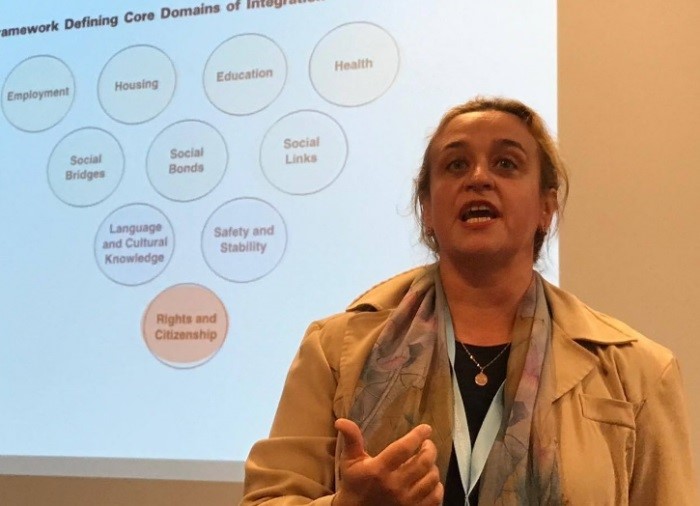 ramework Defining Core Domains of Integration
Employment
Housing
Education
Health
Social
Bridges
Social
Bonds
Social
Links
Language
and Cultural
Knowledge
Safety and
Stability
Rights and
Citizenship